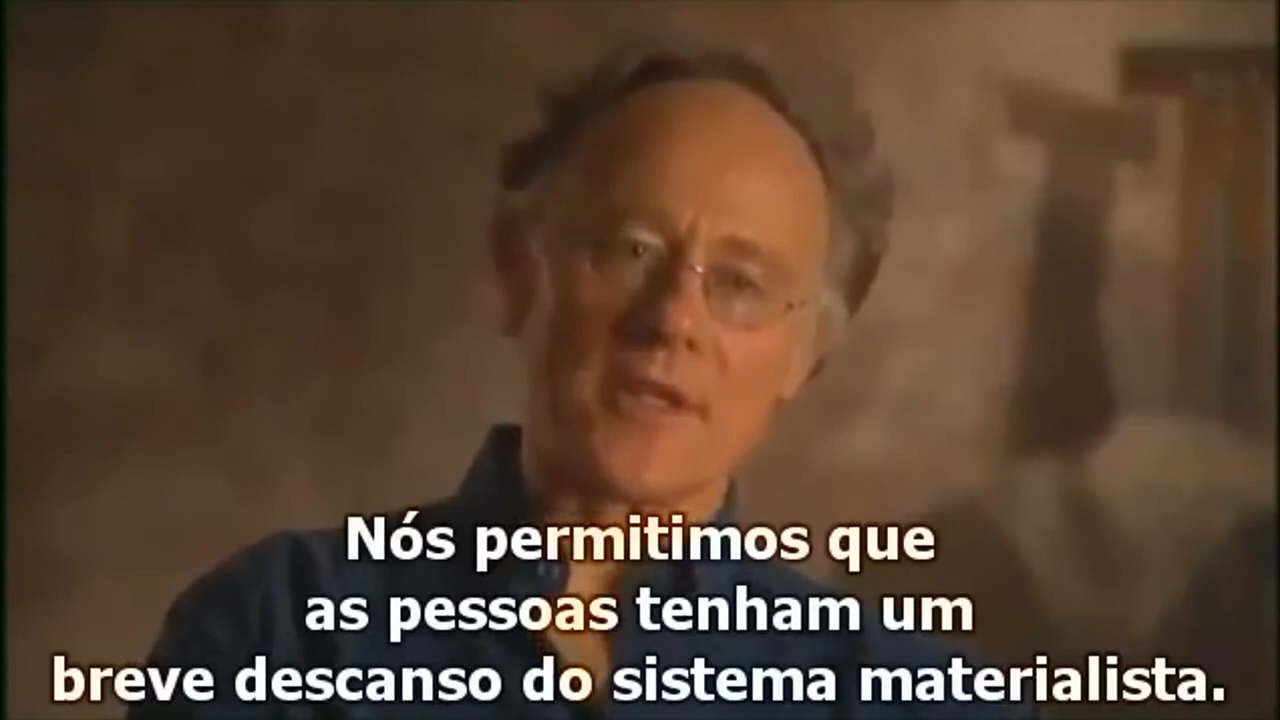 Nós permitimos que
as pessoas tenham um
breve descanso do sistema materialista.